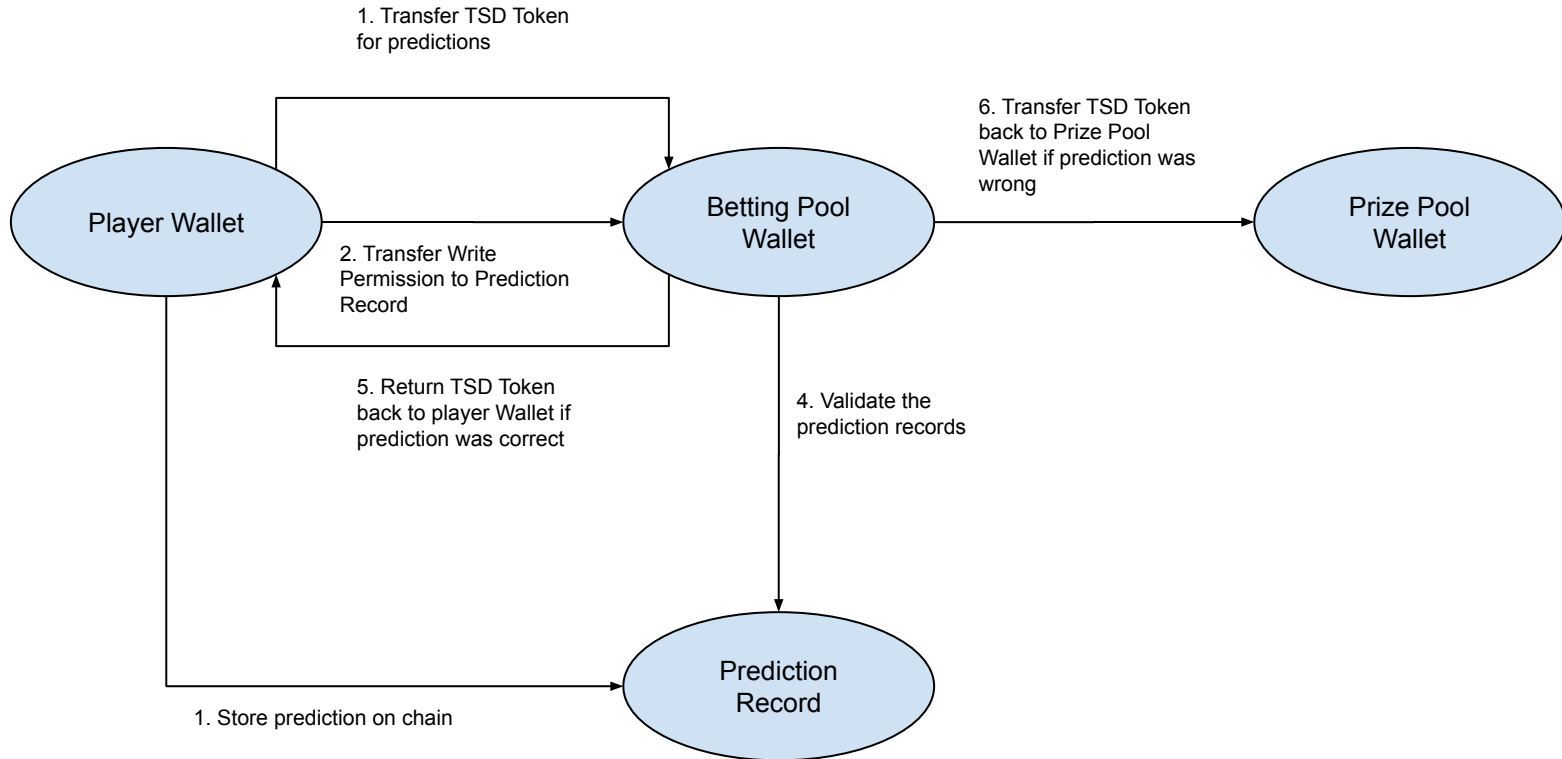 1. Transfer TSD Token
for predictions
6. Transfer TSD Token
back to Prize Pool
Wallet if prediction was
wrong
Player Wallet
Betting Pool
Wallet
Prize Pool
Wallet
2. Transfer Write
Permission to Prediction
Record
5. Return TSD Token
back to player Wallet if
prediction was correct
4. Validate the
prediction records
Prediction
Record
1. Store prediction on chain